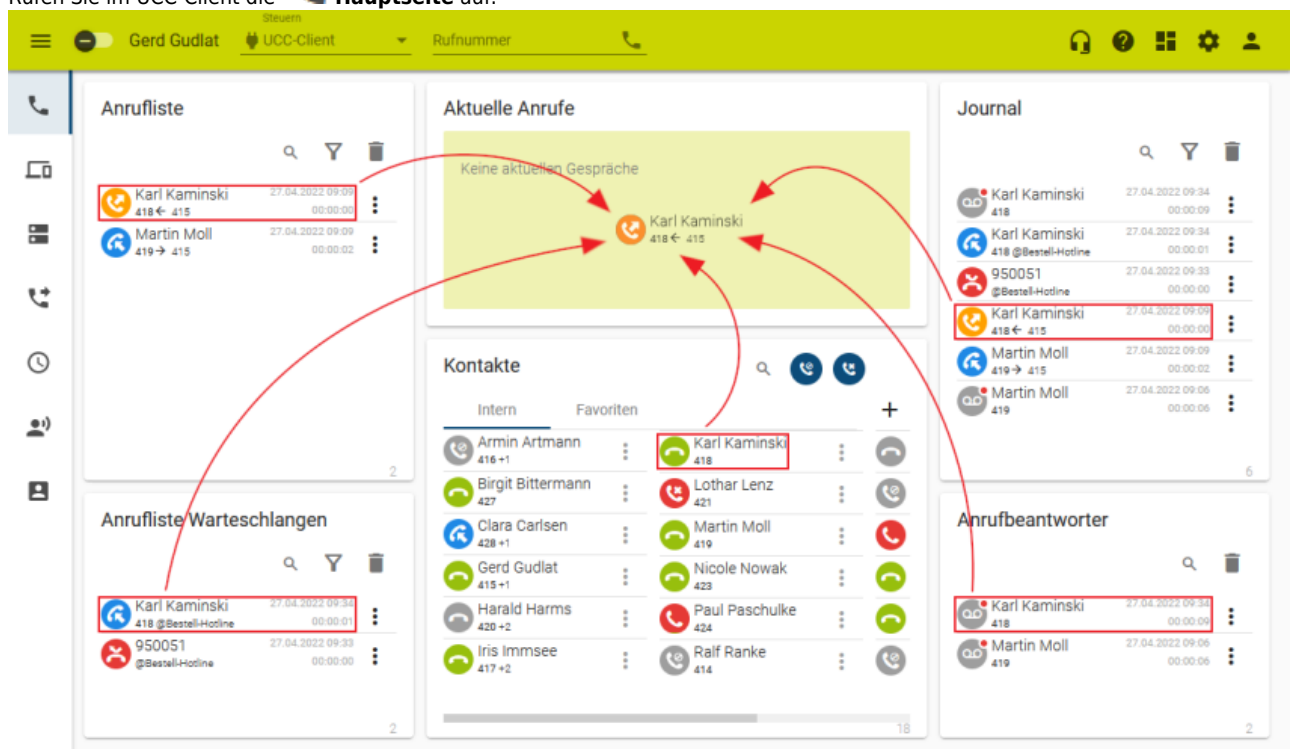 Rufen Sie im UCC-Client die Hauptseite auf.
Steuern
Gerd Gudlat UCC-Client Rufnummer
Anrufliste
Karl Kaminski 27.04.2022 09:09
418 ← 415 00:00:00
Martin Moll 27.04.2022 09:09
419 → 415 00:00:02
2
Aktuelle Anrufe
Keine aktuellen Gespräche
Karl Kaminski
418 ← 415
Journal
Karl Kaminski 27.04.2022 09:34
418 00:00:09
Karl Kaminski 27.04.2022 09:34
418 @Bestell-Hotline 00:00:01
950051 27.04.2022 09:33
@Bestell-Hotline 00:00:00
Karl Kaminski 27.04.2022 09:09
418 ← 415 00:00:00
Martin Moll 27.04.2022 09:09
419 → 415 00:00:02
Martin Moll 27.04.2022 09:06
419 00:00:06
6
Kontakte
Intern Favoriten +
Armin Artmann
416 +1
Karl Kaminski
418
Birgit Bittermann
427
Lothar Lenz
421
Clara Carlsen
428 +1
Martin Moll
419
Gerd Gudlat
415 +1
Nicole Nowak
423
Harald Harms
420 +2
Paul Paschulke
424
Iris Immsee
417 +2
Ralf Ranke
414
18
Anrufliste Warteschlangen
Karl Kaminski 27.04.2022 09:34
418 @Bestell-Hotline 00:00:01
950051 27.04.2022 09:33
@Bestell-Hotline 00:00:00
2
Anrufbeantworter
Karl Kaminski 27.04.2022 09:34
418 00:00:09
Martin Moll 27.04.2022 09:06
419 00:00:06
2